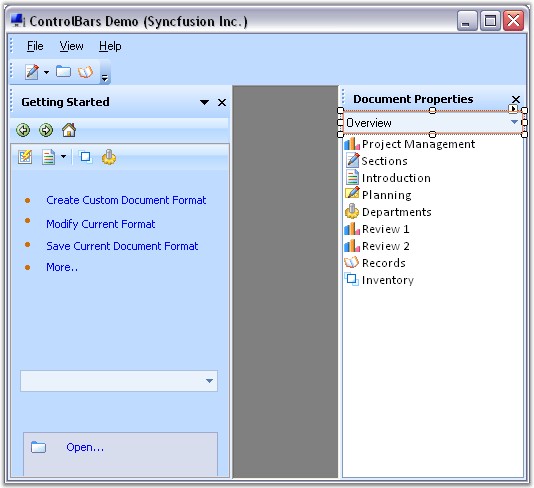 ControlBars Demo (Syncfusion Inc.)
File View Help
Getting Started
Create Custom Document Format
Modify Current Format
Save Current Document Format
More..
Open...
Document Properties
Overview
Project Management
Sections
Introduction
Planning
Departments
Review 1
Review 2
Records
Inventory